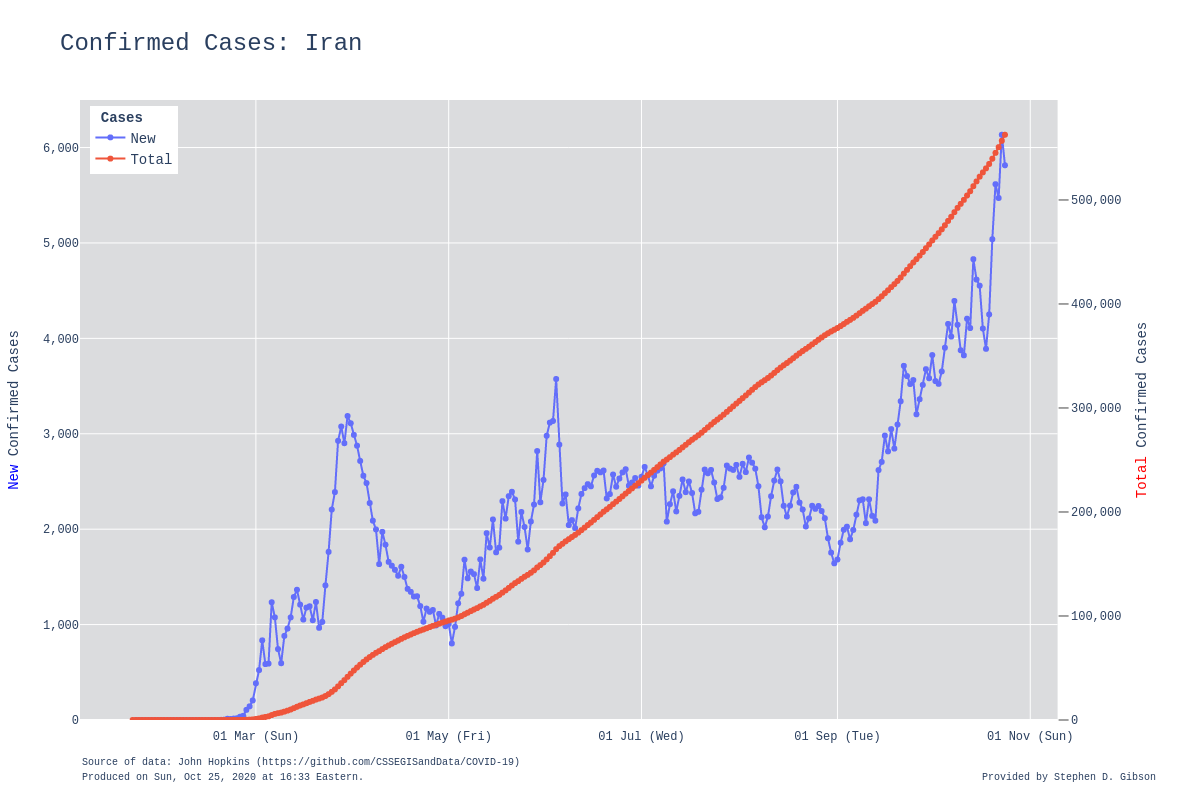 Confirmed Cases: Iran
Cases
New
Total
6,000
5,000
4,000
3,000
2,000
1,000
0
New Confirmed Cases
500,000
400,000
300,000
200,000
100,000
0
Total Confirmed Cases
01 Mar (Sun)
01 May (Fri)
01 Jul (Wed)
01 Sep (Tue)
01 Nov (Sun)
Source of data: John Hopkins (https://github.com/CSSEGISandData/COVID-19)
Produced on Sun, Oct 25, 2020 at 16:33 Eastern.
Provided by Stephen D. Gibson